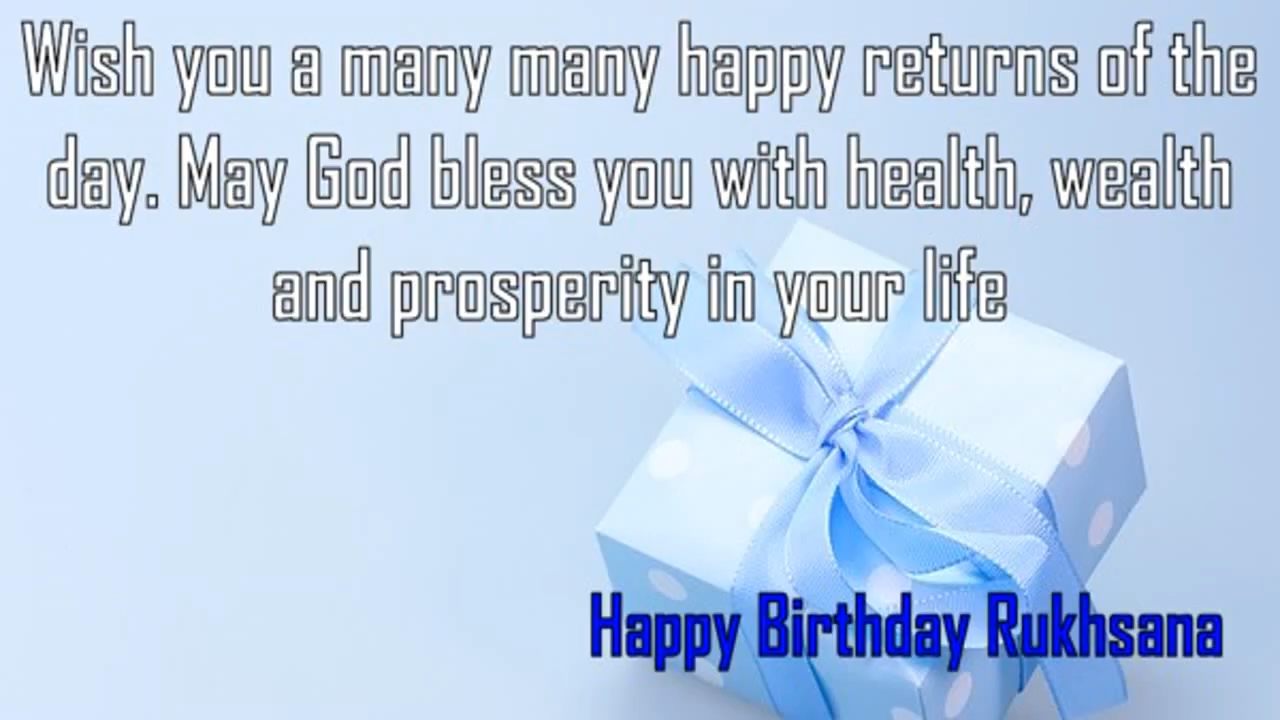 Wish you a many many happy returns of the
day. May God bless you with health, wealth
and prosperity in your life
Happy Birthday Rukhsana